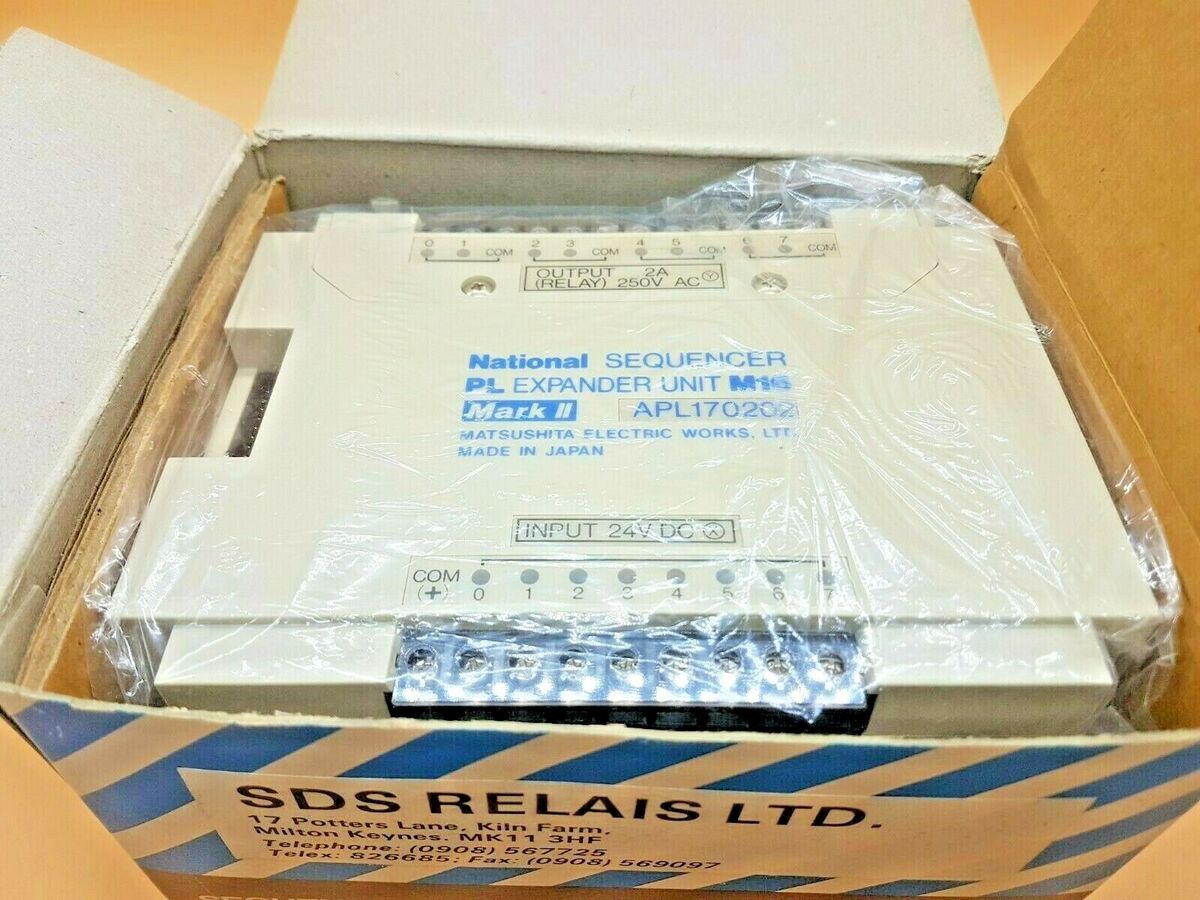 0 1 COM 2 3 COM 4 5 COM 6 7 COM
OUTPUT 2A
(RELAY) 250V AC Y
National SEQUENCER
PL EXPANDER UNIT M16
Mark II APL170202
MATSUSHITA ELECTRIC WORKS, LTD.
MADE IN JAPAN
INPUT 24V DC X
COM
(+) 0 1 2 3 4 5 6 7
SDS RELAIS LTD.
17 Potters Lane, Kiln Farm,
Milton Keynes. MK11 3HF
Telephone: (0908) 567725
Telex: 826685: Fax: (0908) 569097